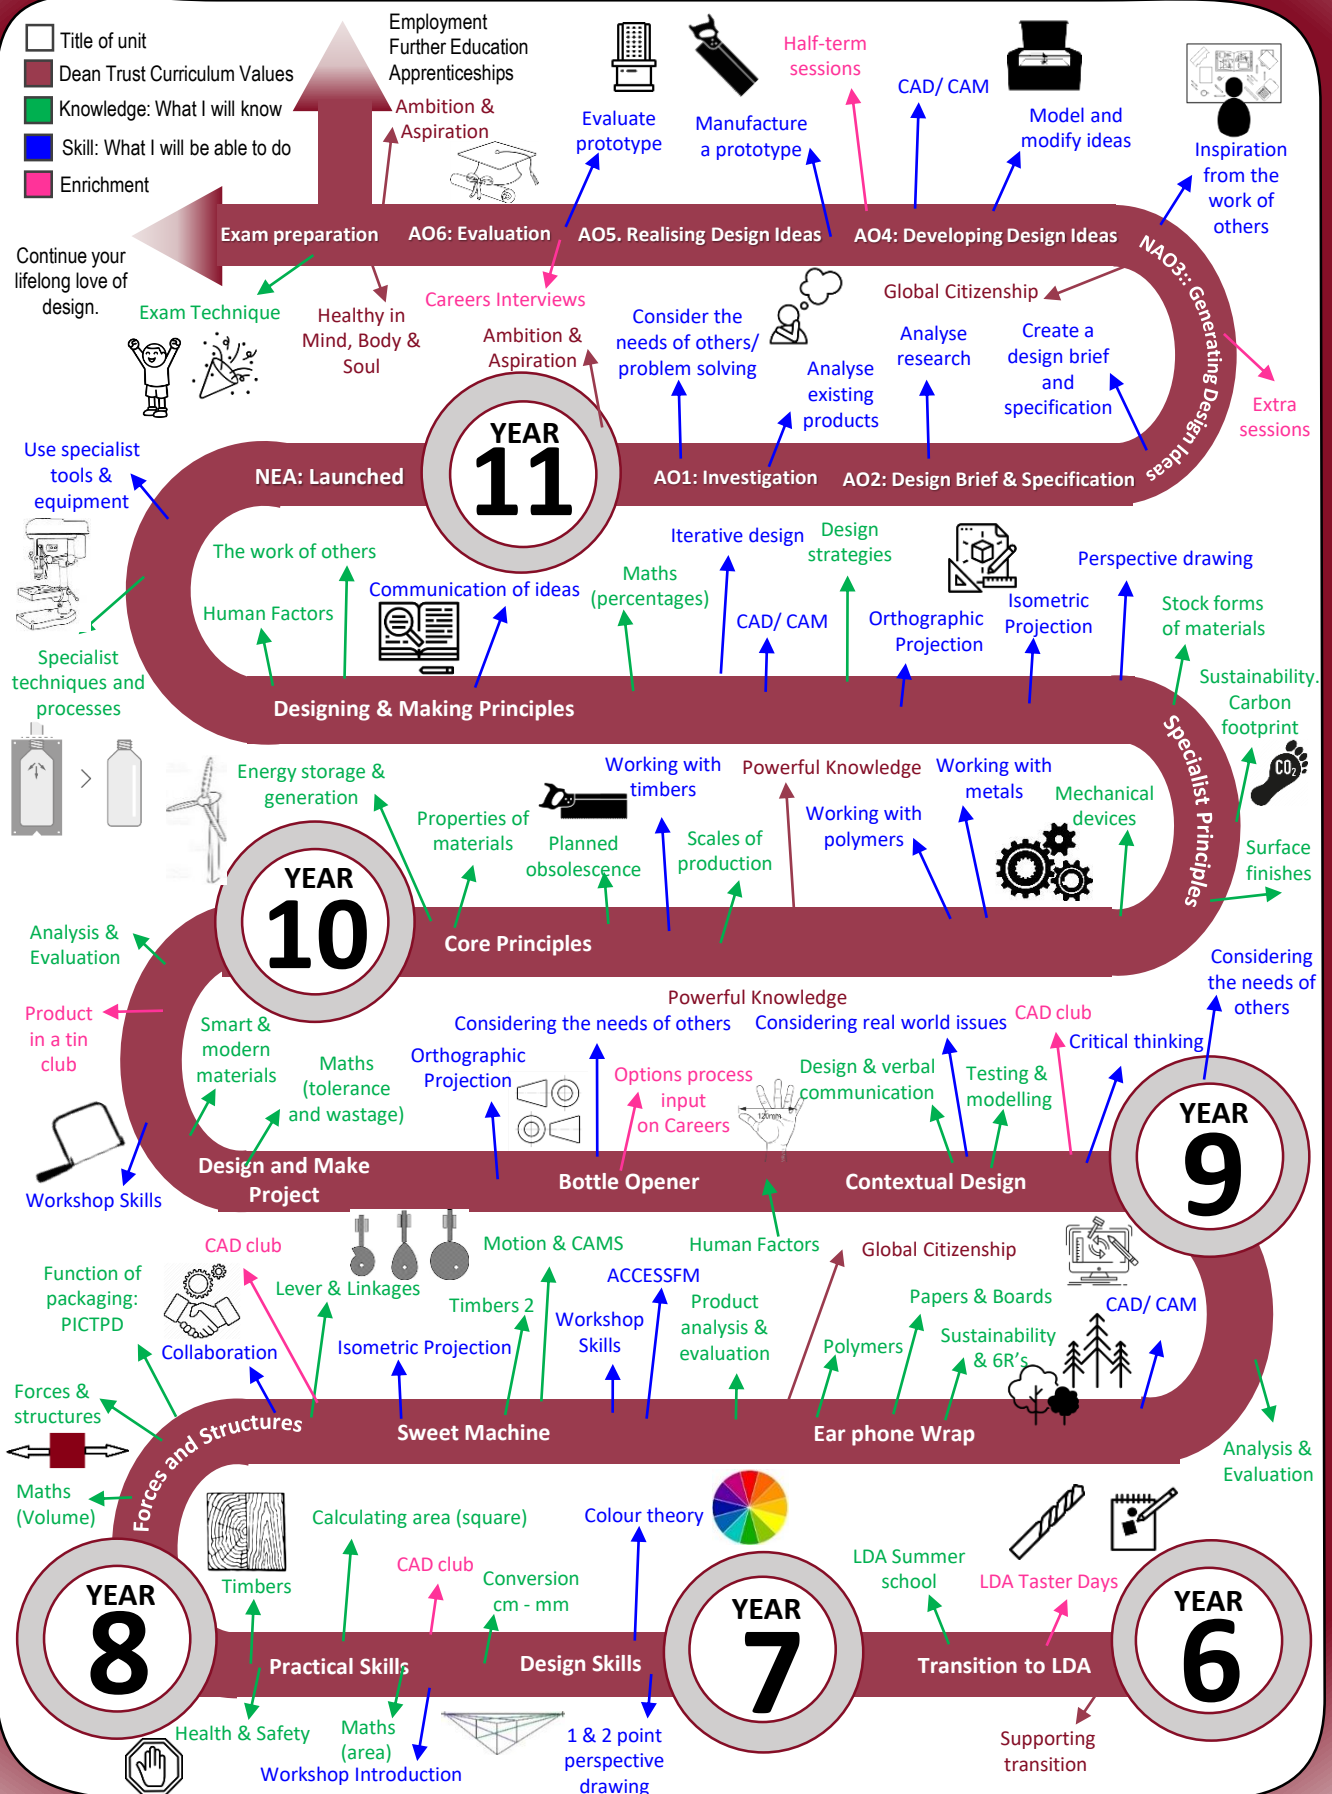 Title of unit
Dean Trust Curriculum Values
Knowledge: What I will know
Skill: What I will be able to do
Enrichment
Employment
Further Education
Apprenticeships
Ambition &
Aspiration
Evaluate
prototype
Manufacture
a prototype
Half-term
sessions
CAD/ CAM
Model and
modify ideas
Inspiration
from the
work of
others
Exam preparation
AO6: Evaluation
AO5. Realising Design Ideas
AO4: Developing Design Ideas
NAO3:: Generating Design Ideas
Continue your
lifelong love of
design.
Exam Technique
Healthy in
Mind, Body &
Soul
Careers Interviews
Ambition &
Aspiration
Consider the
needs of others/
problem solving
Analyse
existing
products
Global Citizenship
Analyse
research
Create a
design brief
and
specification
Extra
sessions
Use specialist
tools &
equipment
NEA: Launched
YEAR
11
AO1: Investigation
AO2: Design Brief & Specification
The work of others
Human Factors
Communication of ideas
Maths
(percentages)
Iterative design
CAD/ CAM
Design
strategies
Orthographic
Projection
Isometric
Projection
Perspective drawing
Stock forms
of materials
Sustainability.
Carbon
footprint
CO2
Specialist
techniques and
processes
Designing & Making Principles
Specialist Principles
Energy storage &
generation
Properties of
materials
Planned
obsolescence
Working with
timbers
Scales of
production
Powerful Knowledge
Working with
polymers
Working with
metals
Mechanical
devices
Surface
finishes
YEAR
10
Core Principles
Analysis &
Evaluation
Product
in a tin
club
Smart &
modern
materials
Maths
(tolerance
and wastage)
Orthographic
Projection
Considering the needs of others
Powerful Knowledge
Options process
input
on Careers
120mm
Considering real world issues
Design & verbal
communication
CAD club
Testing &
modelling
Critical thinking
Considering
the needs of
others
Workshop Skills
Design and Make
Project
Bottle Opener
Contextual Design
YEAR
9
CAD club
Function of
packaging:
PICTPD
Collaboration
Lever & Linkages
Isometric Projection
Motion & CAMS
Timbers 2
Workshop
Skills
ACCESSFM
Product
analysis &
evaluation
Human Factors
Global Citizenship
Polymers
Papers & Boards
Sustainability
& 6R's
CAD/ CAM
Forces &
structures
Forces and Structures
Sweet Machine
Ear phone Wrap
Analysis &
Evaluation
Maths
(Volume)
Calculating area (square)
Colour theory
Timbers
CAD club
Conversion
cm - mm
LDA Summer
school
LDA Taster Days
YEAR
8
Practical Skills
Design Skills
YEAR
7
Transition to LDA
YEAR
6
Health & Safety
Maths
(area)
Workshop Introduction
1 & 2 point
perspective
drawing
Supporting
transition